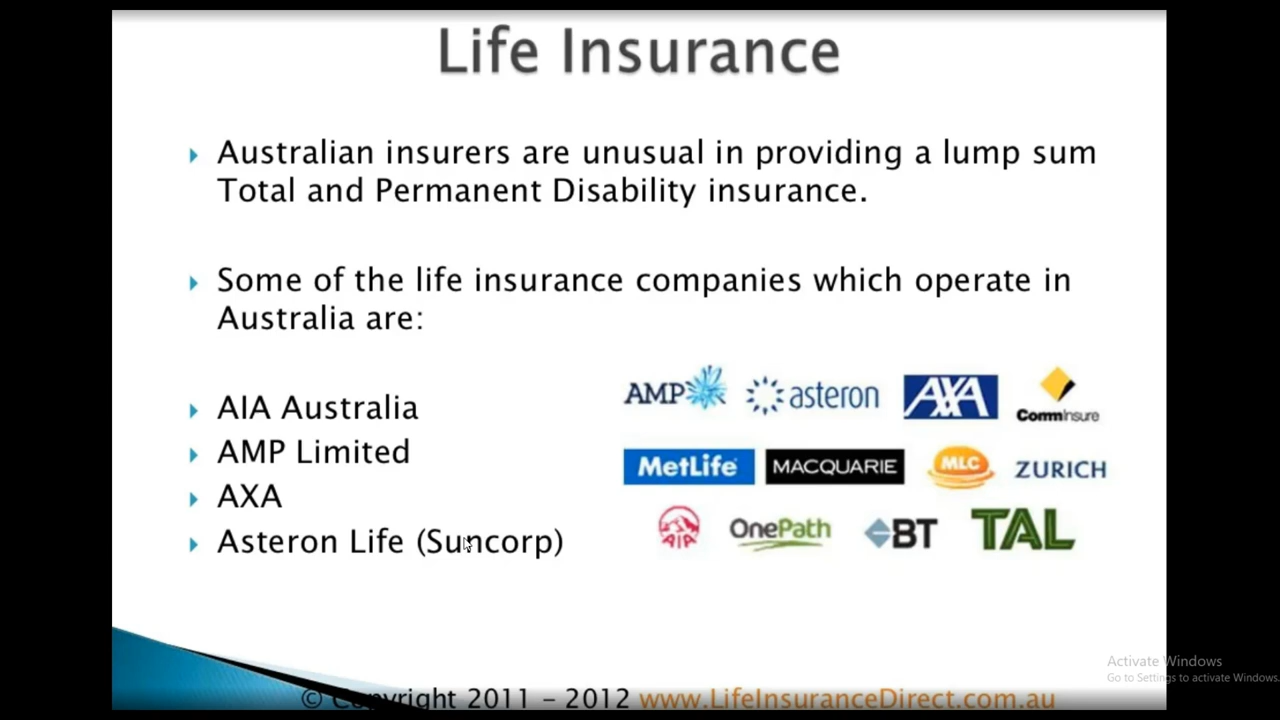 Life Insurance
Australian insurers are unusual in providing a lump sum
Total and Permanent Disability insurance.
Some of the life insurance companies which operate in
Australia are:
AIA Australia
AMP Limited
AXA
Asteron Life (Suncorp)
AMP asteron AXA CommInsure
MetLife MACQUARIE MLC ZURICH
AIA OnePath BT TAL
Activate Windows
Go to Settings to activate Windows.
© Copyright 2011 – 2012 www.LifeInsuranceDirect.com.au